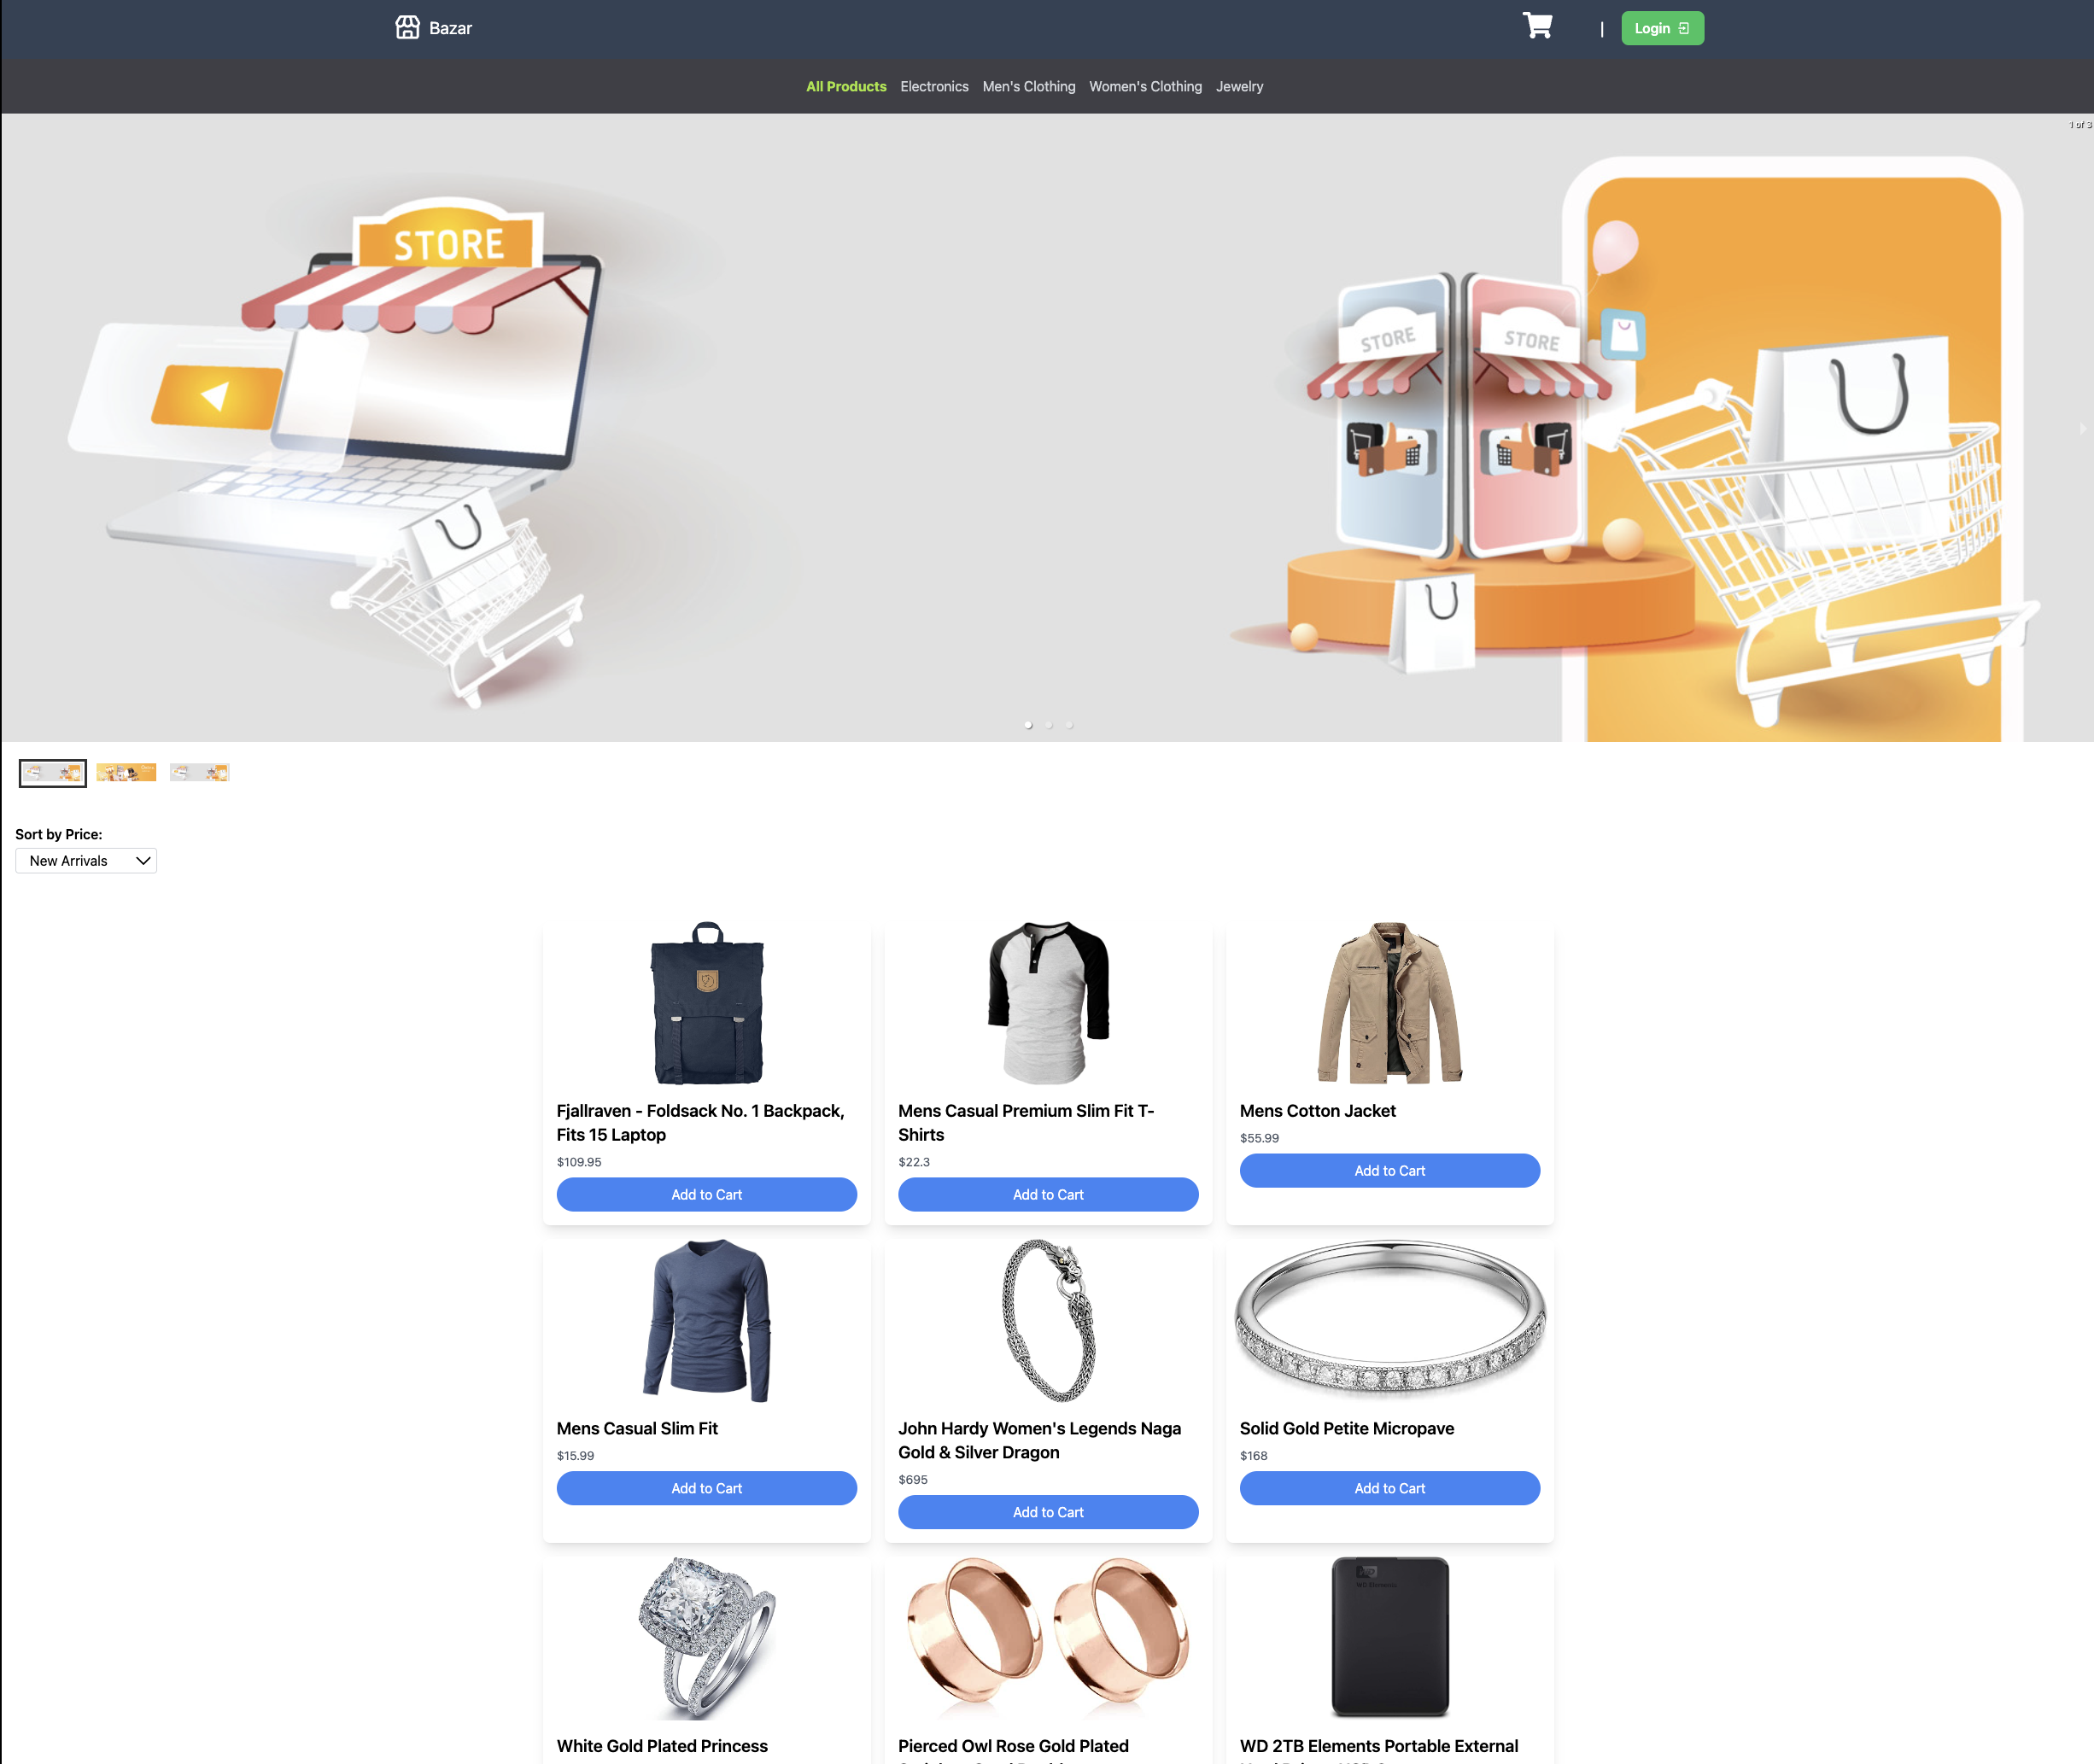 Bazar
| Login
All Products Electronics Men's Clothing Women's Clothing Jewelry
1 of 3
STORE
STORE STORE
Sort by Price:
New Arrivals
Fjallraven - Foldsack No. 1 Backpack,
Fits 15 Laptop
$109.95
Add to Cart
Mens Casual Premium Slim Fit T-
Shirts
$22.3
Add to Cart
Mens Cotton Jacket
$55.99
Add to Cart
Mens Casual Slim Fit
$15.99
Add to Cart
John Hardy Women's Legends Naga
Gold & Silver Dragon
$695
Add to Cart
Solid Gold Petite Micropave
$168
Add to Cart
White Gold Plated Princess
Pierced Owl Rose Gold Plated
WD
WD Elements
WD 2TB Elements Portable External